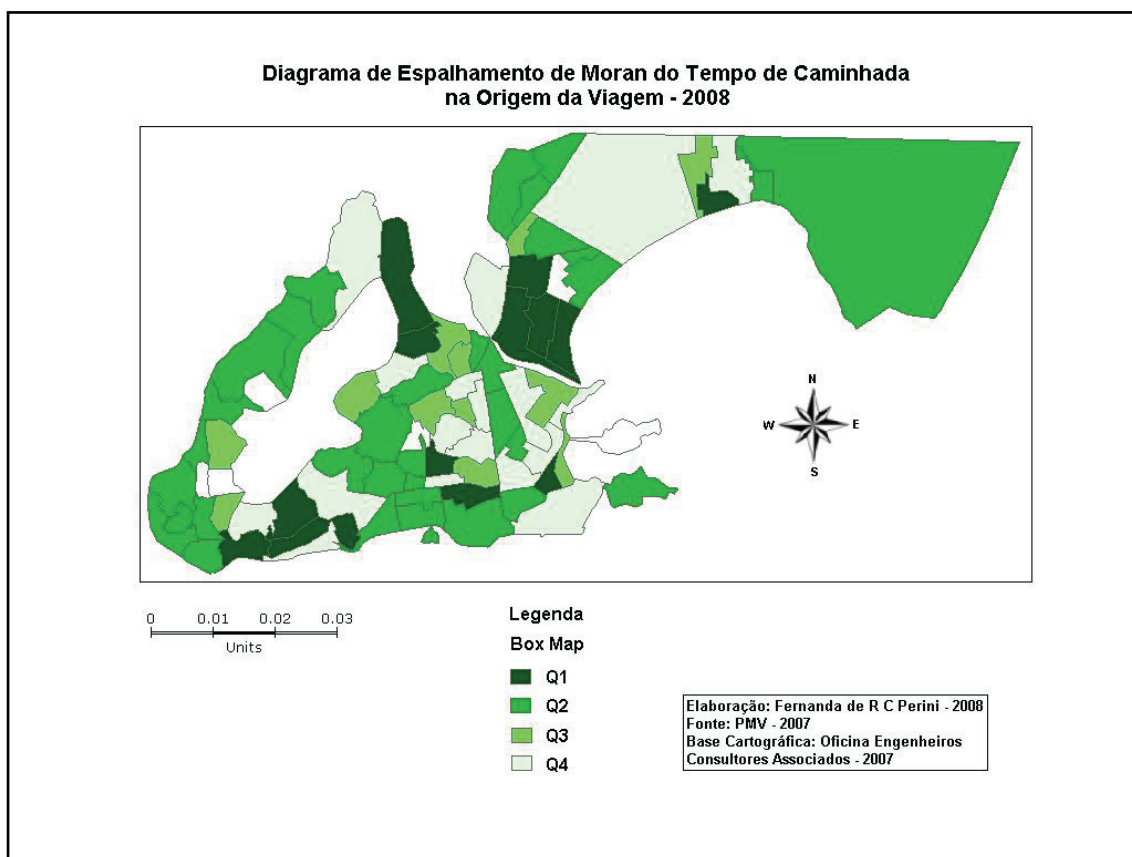 Diagrama de Espalhamento de Moran do Tempo de Caminhada
na Origem da Viagem - 2008
N
W
E
S
0 0.01 0.02 0.03
Units
Legenda
Box Map
Q1
Q2
Q3
Q4
Elaboração: Fernanda de R C Perini - 2008
Fonte: PMV - 2007
Base Cartográfica: Oficina Engenheiros
Consultores Associados - 2007